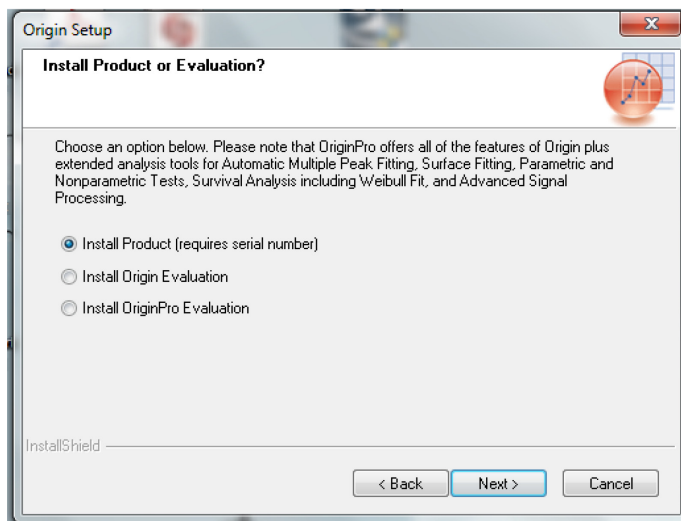 Origin Setup
Install Product or Evaluation?
Choose an option below. Please note that OriginPro offers all of the features of Origin plus
extended analysis tools for Automatic Multiple Peak Fitting, Surface Fitting, Parametric and
Nonparametric Tests, Survival Analysis including Weibull Fit, and Advanced Signal
Processing.
Install Product (requires serial number)
Install Origin Evaluation
Install OriginPro Evaluation
InstallShield
< Back Next > Cancel